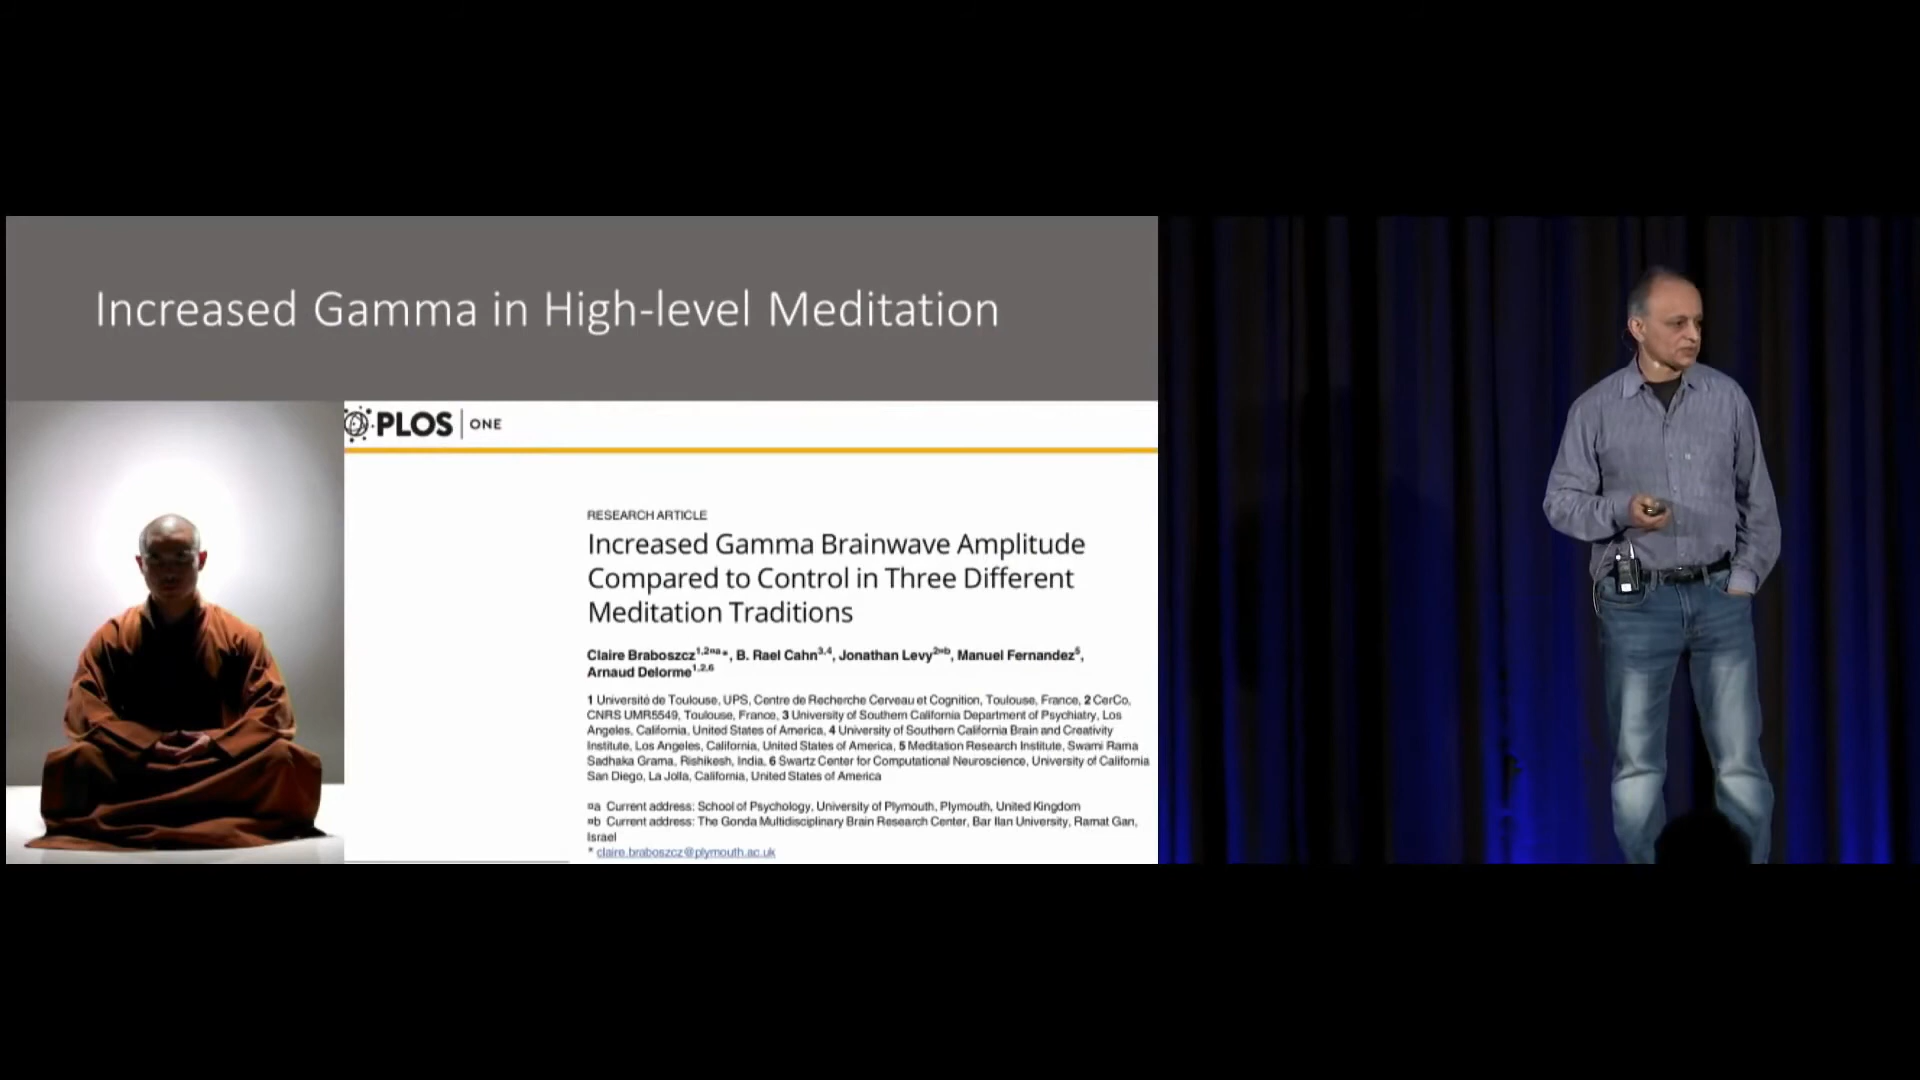 Increased Gamma in High-level Meditation
PLOS | ONE
RESEARCH ARTICLE
Increased Gamma Brainwave Amplitude
Compared to Control in Three Different
Meditation Traditions
Claire Braboszcz1,2¤a*, B. Rael Cahn3,4, Jonathan Levy2¤b, Manuel Fernandez5,
Arnaud Delorme1,2,6
1 Université de Toulouse, UPS, Centre de Recherche Cerveau et Cognition, Toulouse, France, 2 CerCo,
CNRS UMR5549, Toulouse, France, 3 University of Southern California Department of Psychiatry, Los
Angeles, California, United States of America, 4 University of Southern California Brain and Creativity
Institute, Los Angeles, California, United States of America, 5 Meditation Research Institute, Swami Rama
Sadhaka Grama, Rishikesh, India, 6 Swartz Center for Computational Neuroscience, University of California
San Diego, La Jolla, California, United States of America
¤a Current address: School of Psychology, University of Plymouth, Plymouth, United Kingdom
¤b Current address: The Gonda Multidisciplinary Brain Research Center, Bar Ilan University, Ramat Gan,
Israel
* claire.braboszcz@plymouth.ac.uk